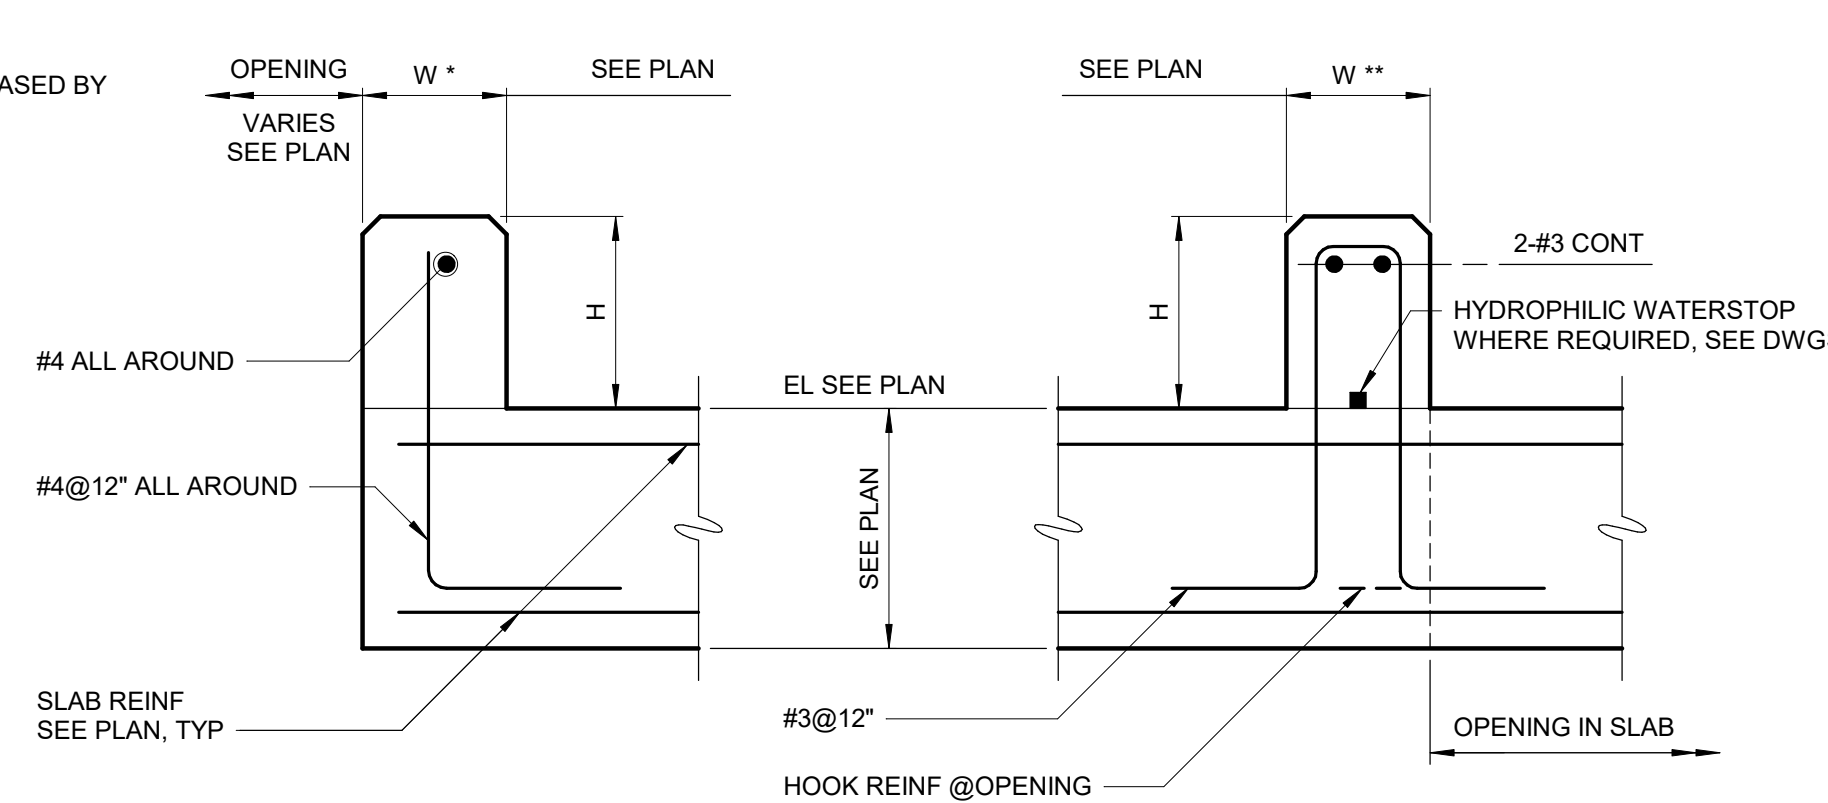 ASED BY
OPENING
W *
SEE PLAN
VARIES
SEE PLAN
SEE PLAN
W **
2-#3 CONT
H
H
HYDROPHILIC WATERSTOP
WHERE REQUIRED, SEE DWG
#4 ALL AROUND
EL SEE PLAN
#4@12" ALL AROUND
SEE PLAN
SLAB REINF
SEE PLAN, TYP
#3@12"
OPENING IN SLAB
HOOK REINF @OPENING